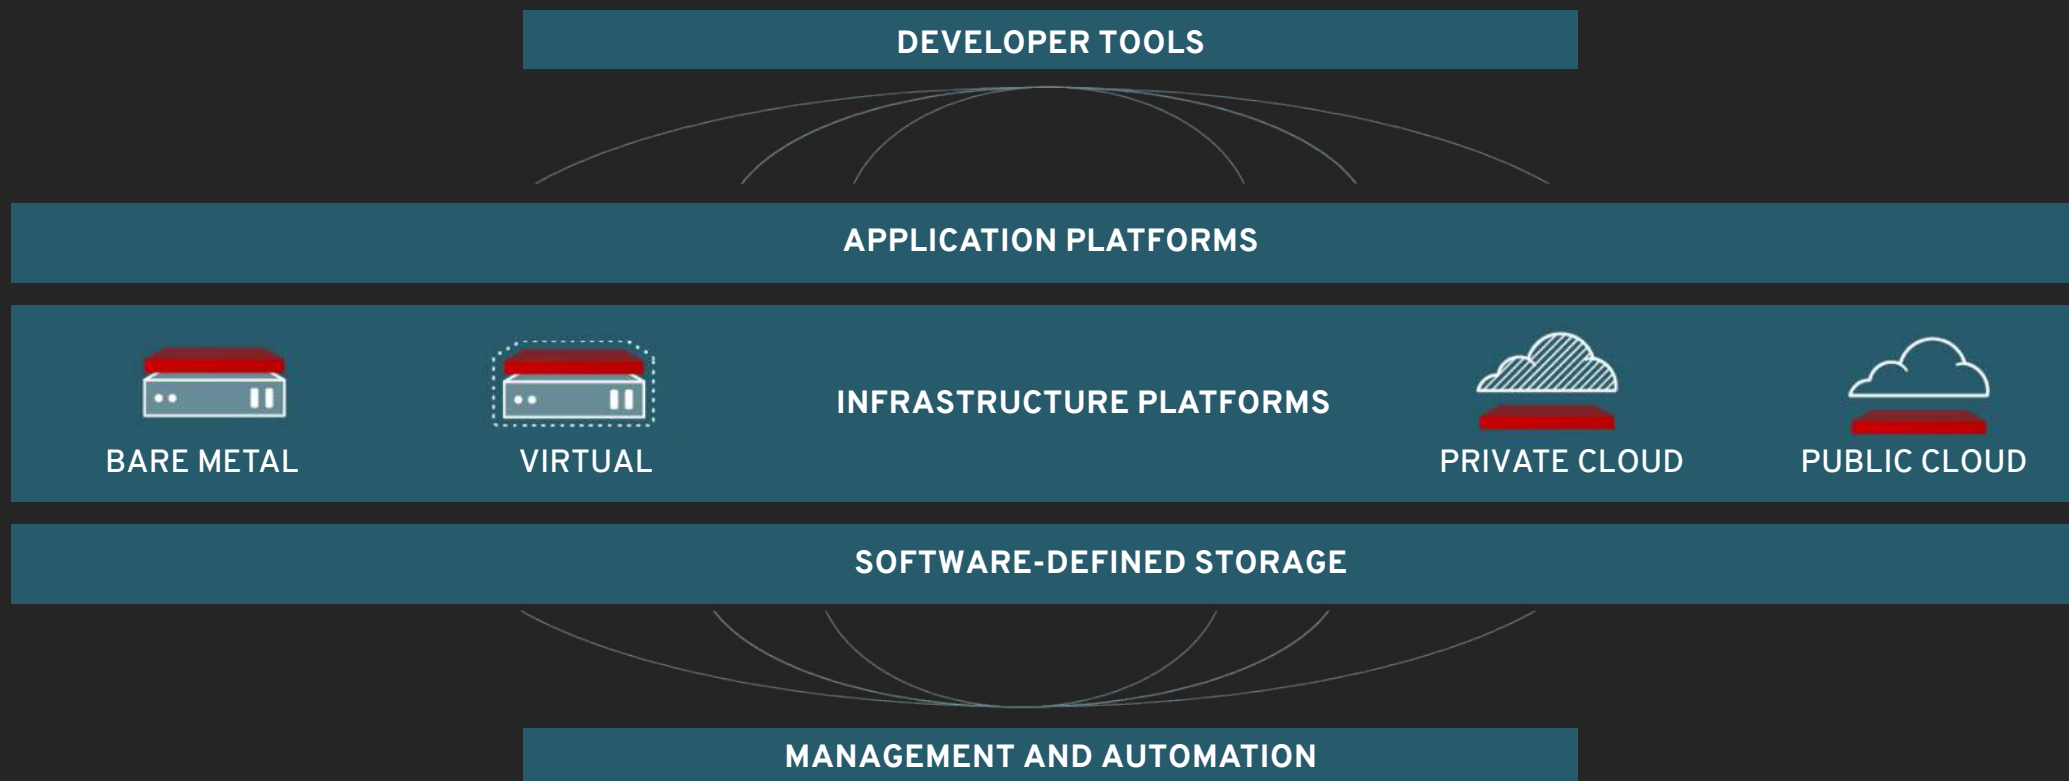 DEVELOPER TOOLS
APPLICATION PLATFORMS
INFRASTRUCTURE PLATFORMS
BARE METAL
VIRTUAL
PRIVATE CLOUD
PUBLIC CLOUD
SOFTWARE-DEFINED STORAGE
MANAGEMENT AND AUTOMATION